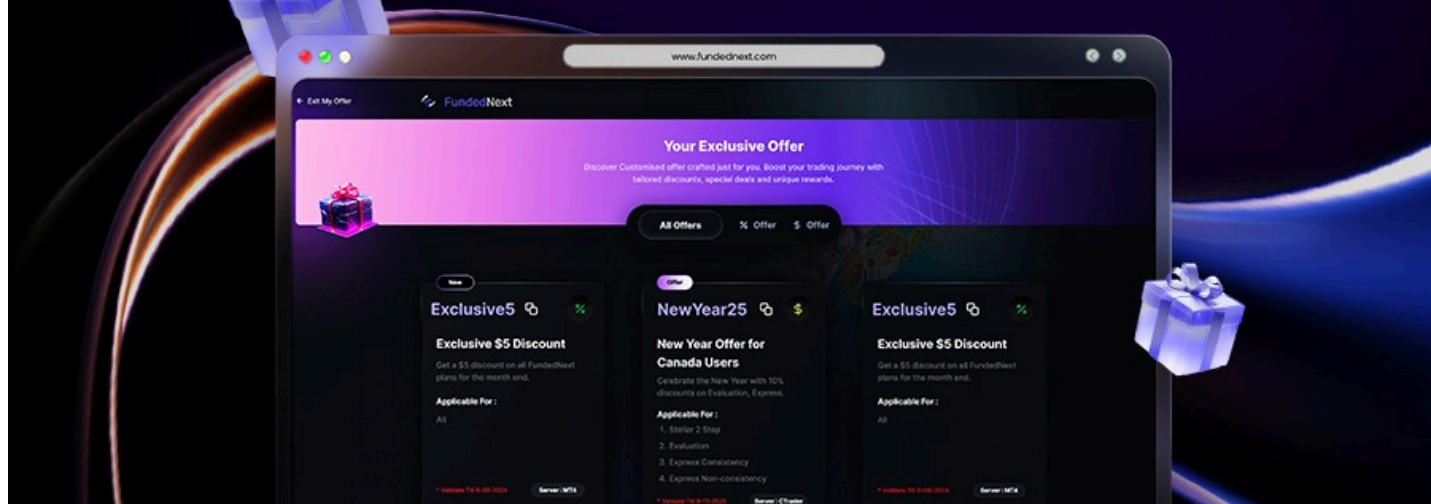 www.fundednext.com
← Exit My Offer
FundedNext
Your Exclusive Offer
Discover Customised offer crafted just for you. Boost your trading journey with
tailored discounts, special deals and unique rewards.
All Offers
% Offer
$ Offer
New
Exclusive5
%
Exclusive $5 Discount
Get a $5 discount on all FundedNext
plans for the month end.
Applicable For :
All
Server : MT4
Offer
NewYear25
$
New Year Offer for
Canada Users
Celebrate the New Year with 10%
discounts on Evaluation, Express.
Applicable For :
1. Stellar 2 Step
2. Evaluation
3. Express Consistency
4. Express Non-consistency
Server : CTrader
Exclusive5
%
Exclusive $5 Discount
Get a $5 discount on all FundedNext
plans for the month end.
Applicable For :
All
Server : MT4